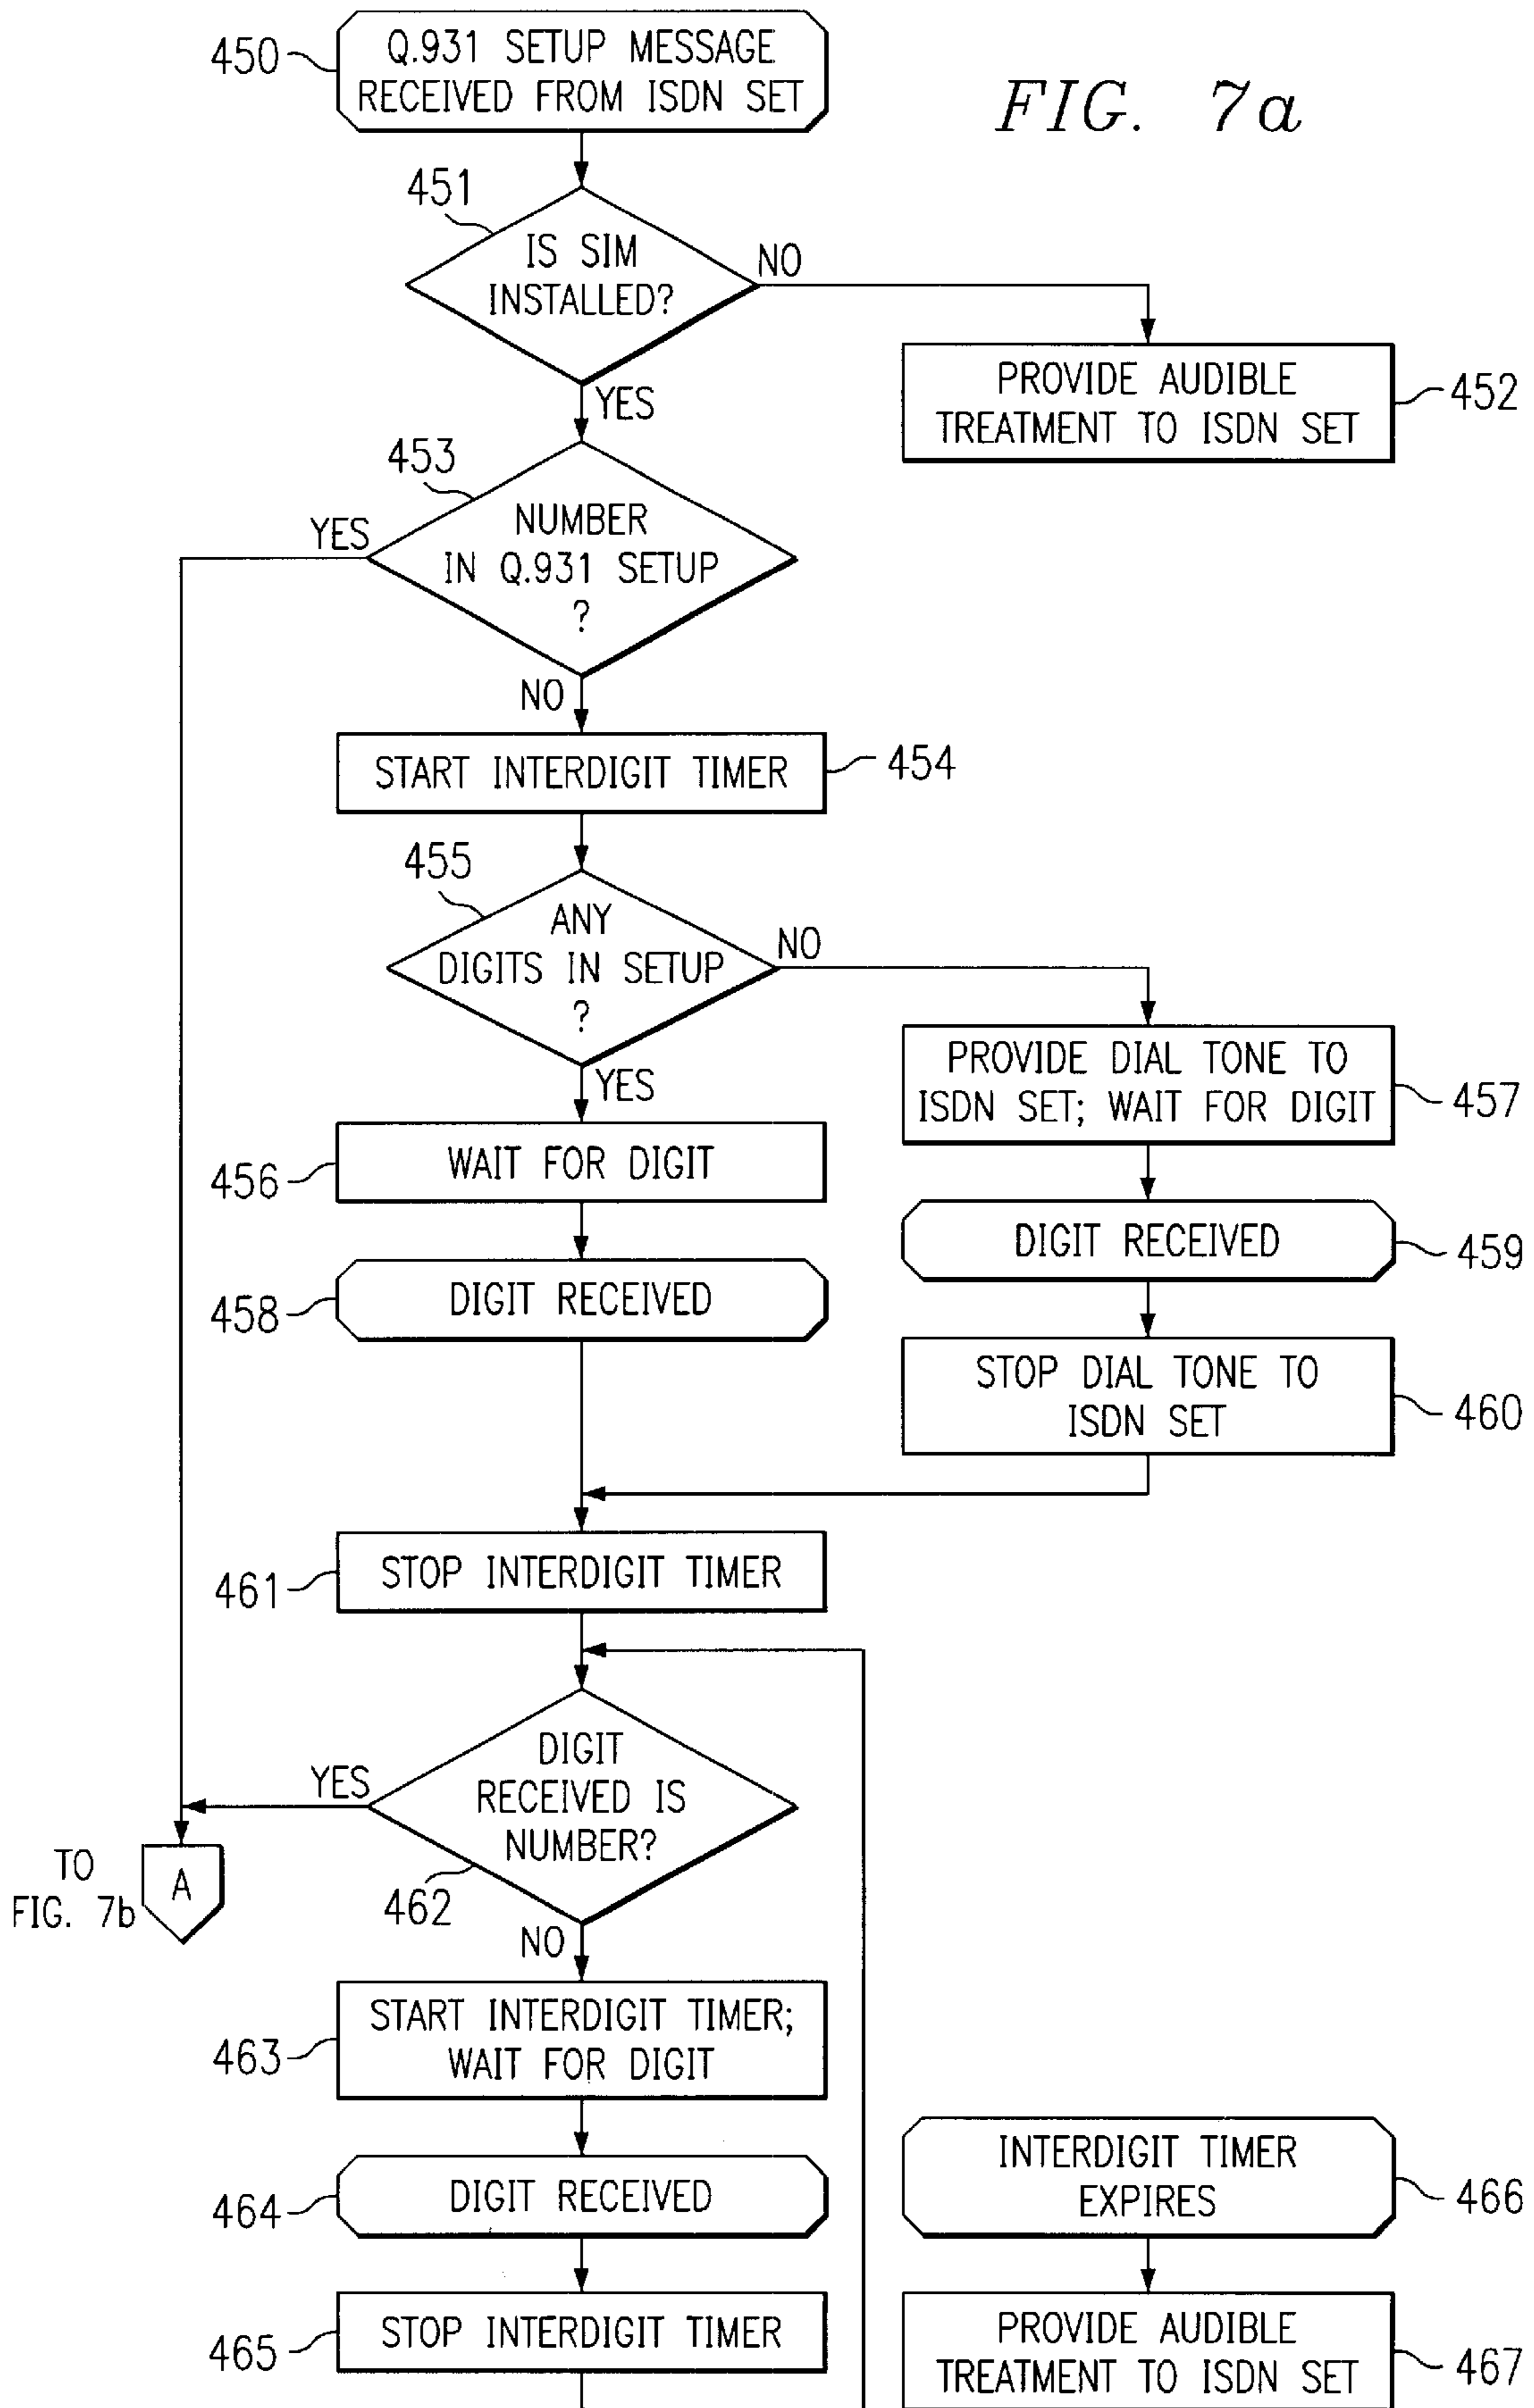 450
Q.931 SETUP MESSAGE
RECEIVED FROM ISDN SET
FIG. 7a
451
IS SIM
INSTALLED?
NO
YES
PROVIDE AUDIBLE
TREATMENT TO ISDN SET
452
453
YES
NUMBER
IN Q.931 SETUP
?
NO
START INTERDIGIT TIMER
454
455
ANY
DIGITS IN SETUP
?
NO
YES
PROVIDE DIAL TONE TO
ISDN SET; WAIT FOR DIGIT
457
456
WAIT FOR DIGIT
DIGIT RECEIVED
459
458
DIGIT RECEIVED
STOP DIAL TONE TO
ISDN SET
460
461
STOP INTERDIGIT TIMER
YES
DIGIT
RECEIVED IS
NUMBER?
462
TO
FIG. 7b
A
NO
463
START INTERDIGIT TIMER;
WAIT FOR DIGIT
464
DIGIT RECEIVED
INTERDIGIT TIMER
EXPIRES
466
465
STOP INTERDIGIT TIMER
PROVIDE AUDIBLE
TREATMENT TO ISDN SET
467